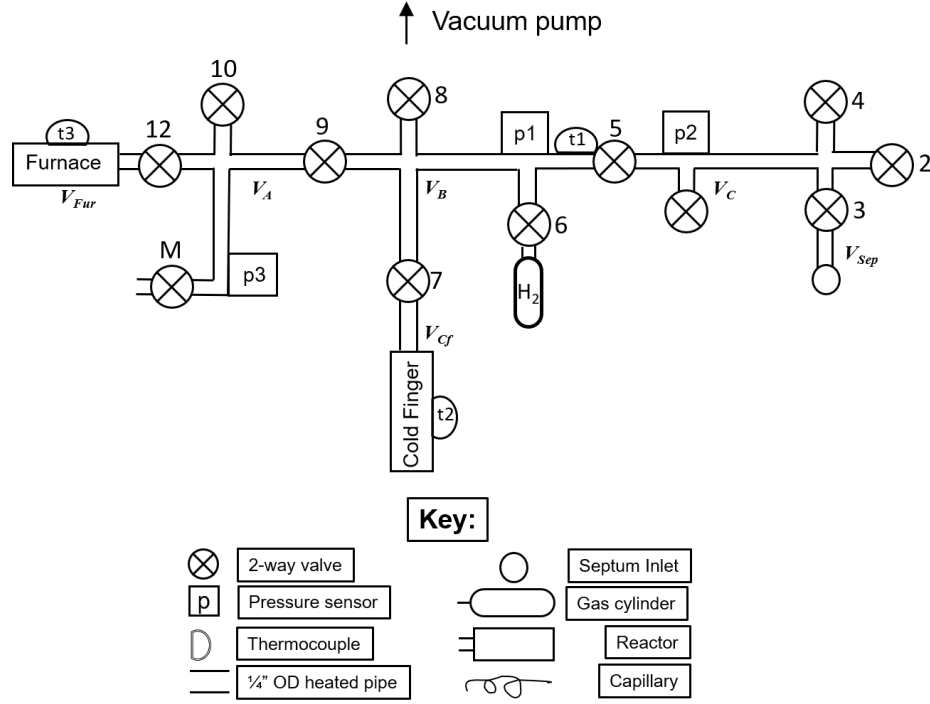 Vacuum pump
10
8
4
12
9
p1
t1
5
p2
t3
Furnace
2
V_Fur
V_A
V_B
V_C
6
3
M
p3
7
H₂
V_Sep
V_Cf
Cold Finger
t2
Key:
2-way valve
Septum Inlet
p
Pressure sensor
Gas cylinder
Thermocouple
Reactor
¼” OD heated pipe
Capillary